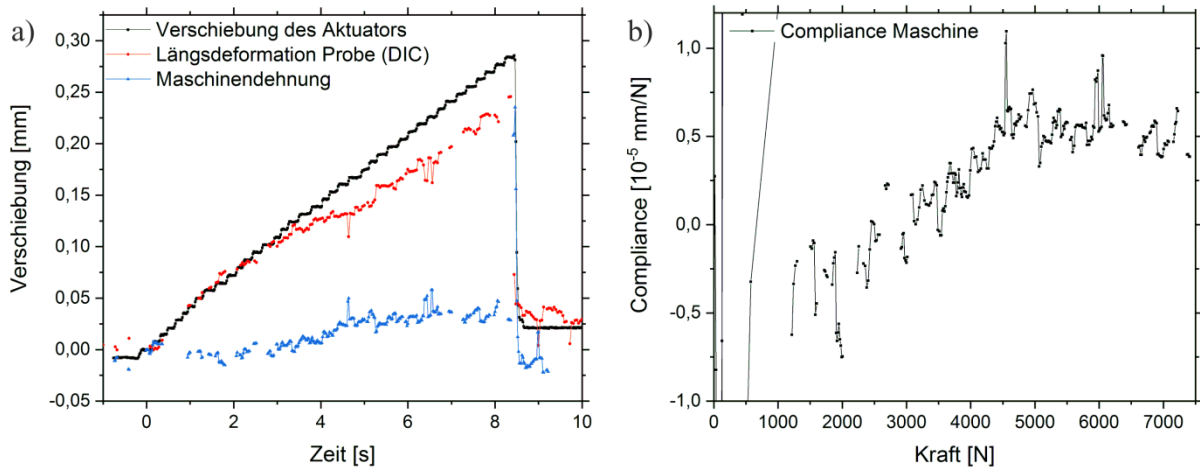 a)
Verschiebung des Aktuators
Längsdeformation Probe (DIC)
Maschinendehnung
Verschiebung [mm]
0,30
0,25
0,20
0,15
0,10
0,05
0,00
-0,05
0 2 4 6 8 10
Zeit [s]
b)
Compliance Maschine
Compliance [10⁻⁵ mm/N]
1,0
0,5
0,0
-0,5
-1,0
0 1000 2000 3000 4000 5000 6000 7000
Kraft [N]